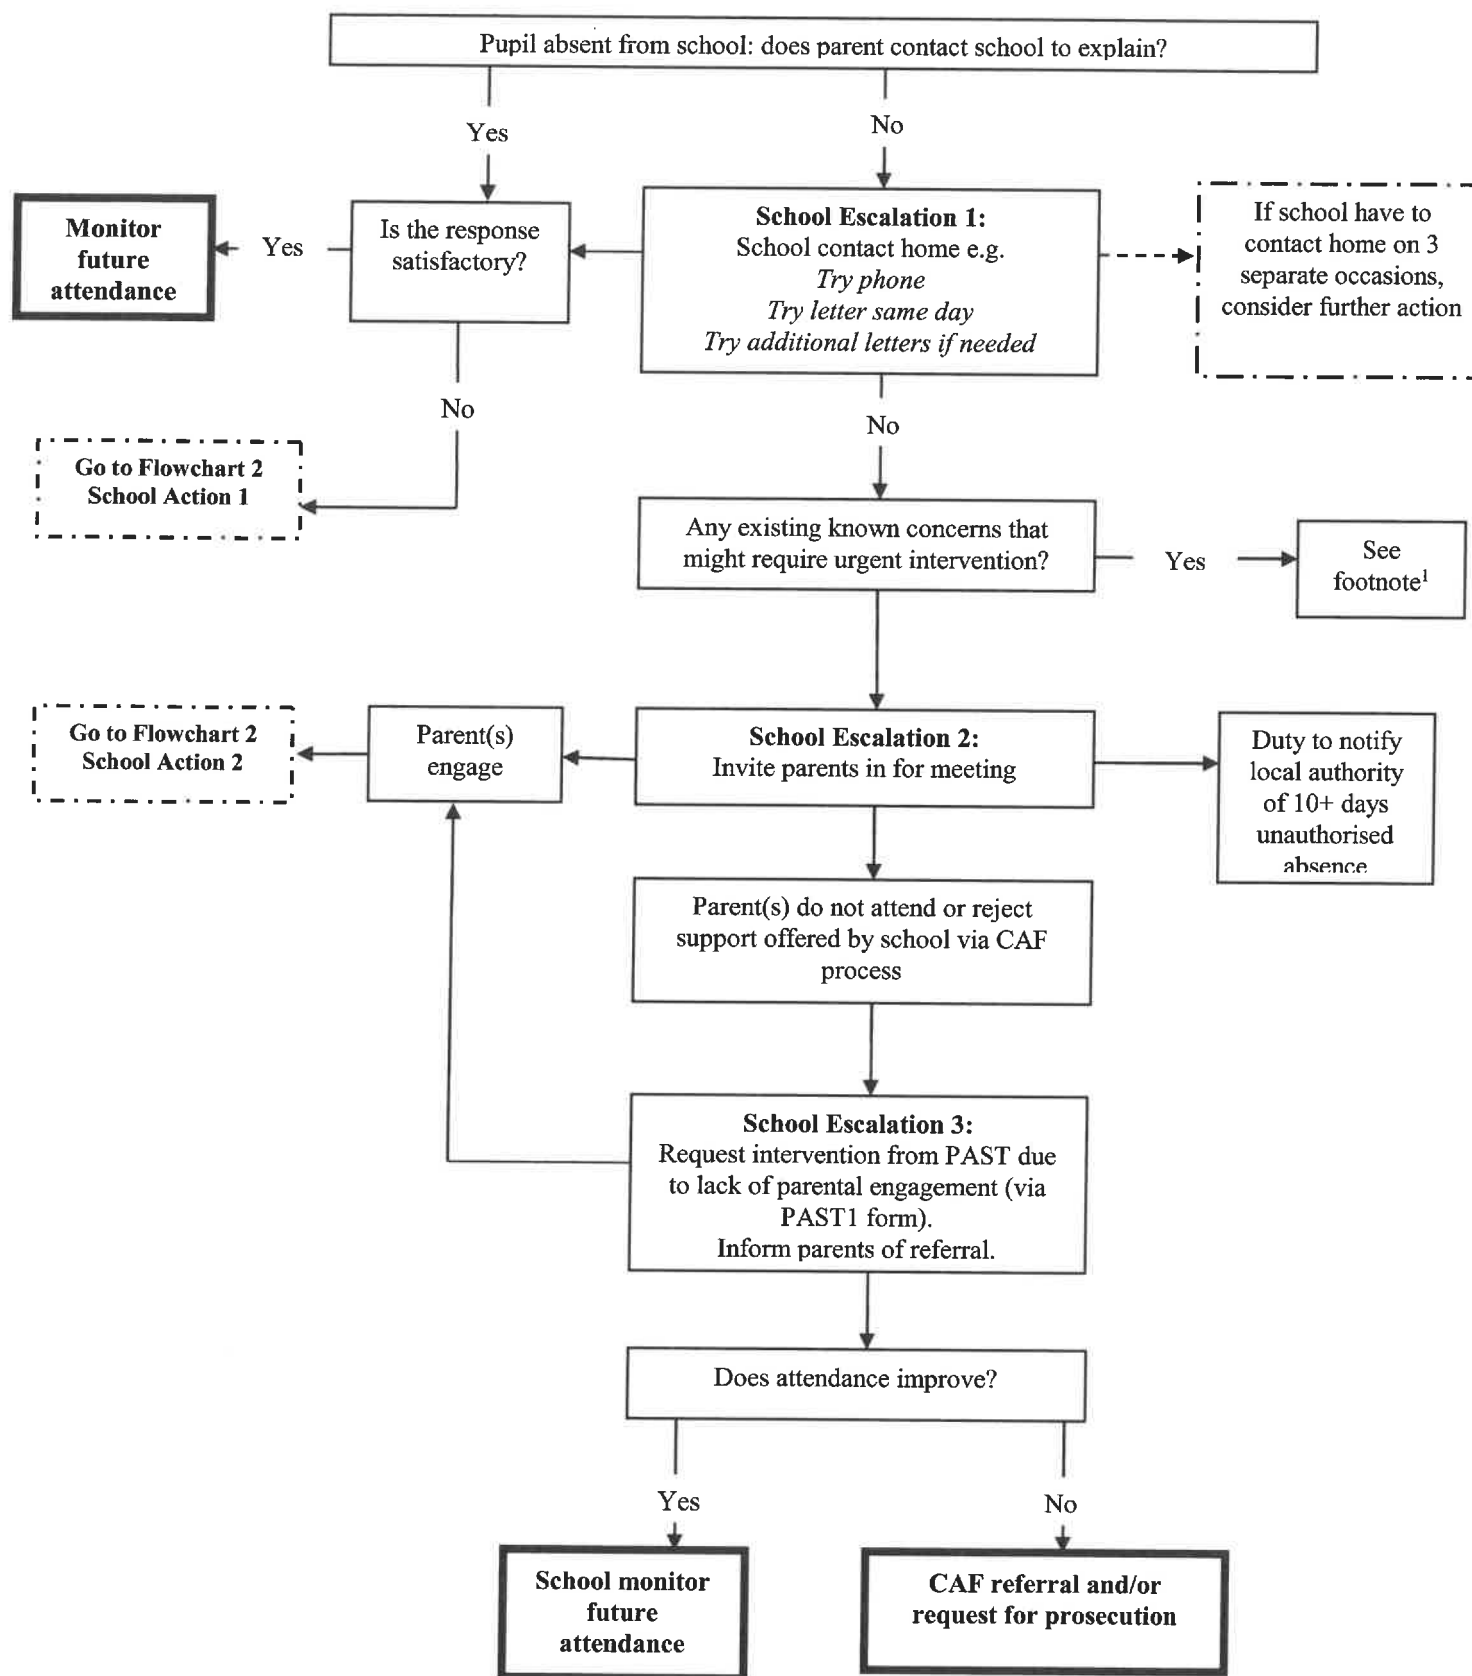 Pupil absent from school: does parent contact school to explain?
Yes
No
Monitor
future
attendance
Yes
Is the response
satisfactory?
School Escalation 1:
School contact home e.g.
Try phone
Try letter same day
Try additional letters if needed
If school have to
contact home on 3
separate occasions,
consider further action
No
No
Go to Flowchart 2
School Action 1
Any existing known concerns that
might require urgent intervention?
Yes
See
footnote¹
Go to Flowchart 2
School Action 2
Parent(s)
engage
School Escalation 2:
Invite parents in for meeting
Duty to notify
local authority
of 10+ days
unauthorised
absence
Parent(s) do not attend or reject
support offered by school via CAF
process
School Escalation 3:
Request intervention from PAST due
to lack of parental engagement (via
PAST1 form).
Inform parents of referral.
Does attendance improve?
Yes
No
School monitor
future
attendance
CAF referral and/or
request for prosecution